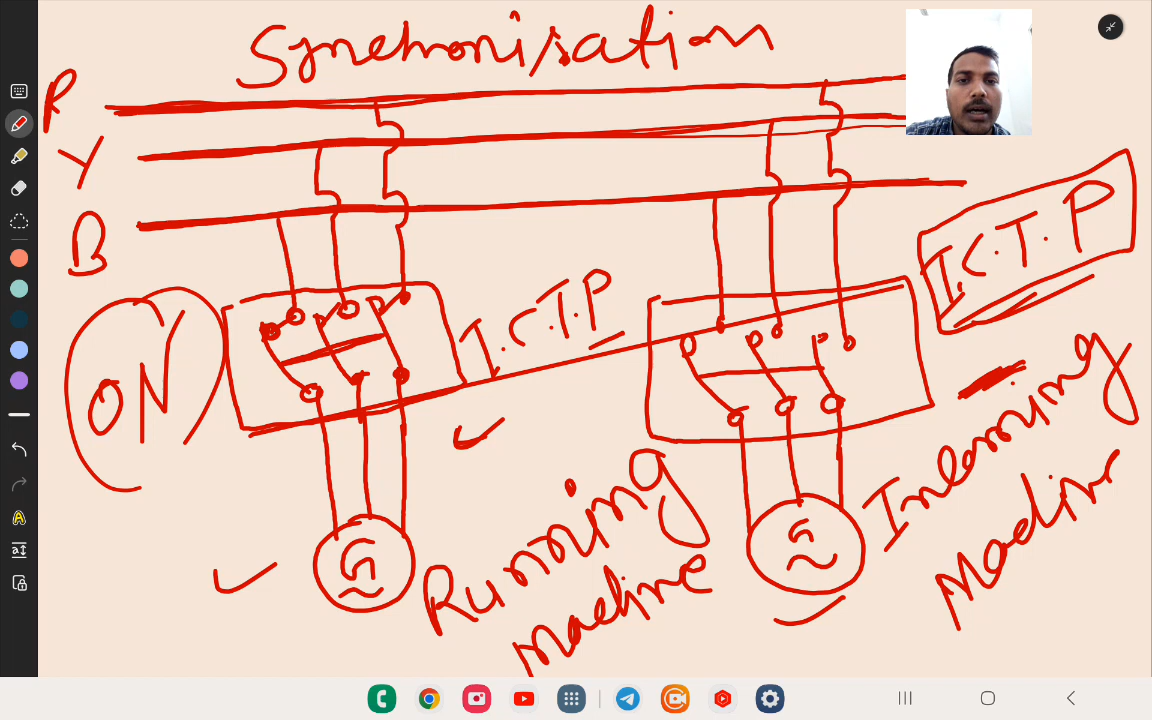 Synchronisation
R
Y
B
ON
I.C.T.P
I.C.T.P
G
Running
machine
G
Incoming
Machine